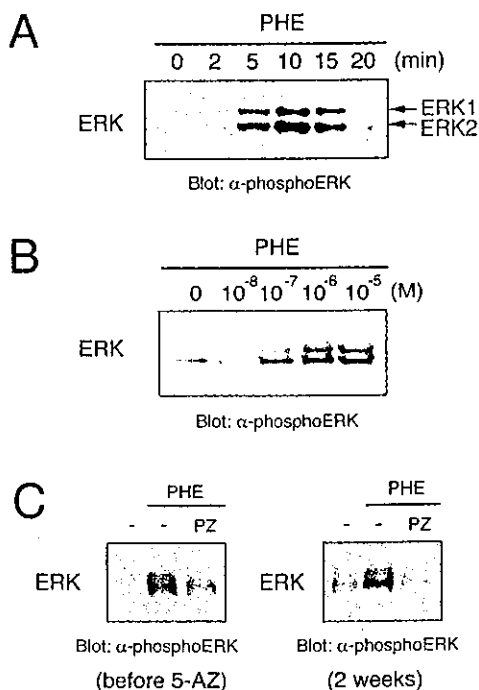 A
PHE
0 2 5 10 15 20 (min)
ERK
ERK1
ERK2
Blot: α-phosphoERK
B
PHE
0 10⁻⁸ 10⁻⁷ 10⁻⁶ 10⁻⁵ (M)
ERK
Blot: α-phosphoERK
C
PHE
- - PZ
ERK
Blot: α-phosphoERK
(before 5-AZ)
PHE
- - PZ
ERK
Blot: α-phosphoERK
(2 weeks)